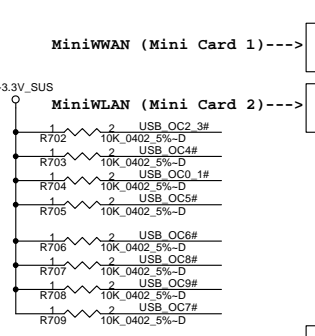 MiniWWAN (Mini Card 1)--->
3.3V_SUS
MiniWLAN (Mini Card 2)--->
1 2 USB_OC2_3#
R702 10K_0402_5%~D
1 2 USB_OC4#
R703 10K_0402_5%~D
1 2 USB_OC0_1#
R704 10K_0402_5%~D
1 2 USB_OC5#
R705 10K_0402_5%~D
1 2 USB_OC6#
R706 10K_0402_5%~D
1 2 USB_OC8#
R707 10K_0402_5%~D
1 2 USB_OC9#
R708 10K_0402_5%~D
1 2 USB_OC7#
R709 10K_0402_5%~D